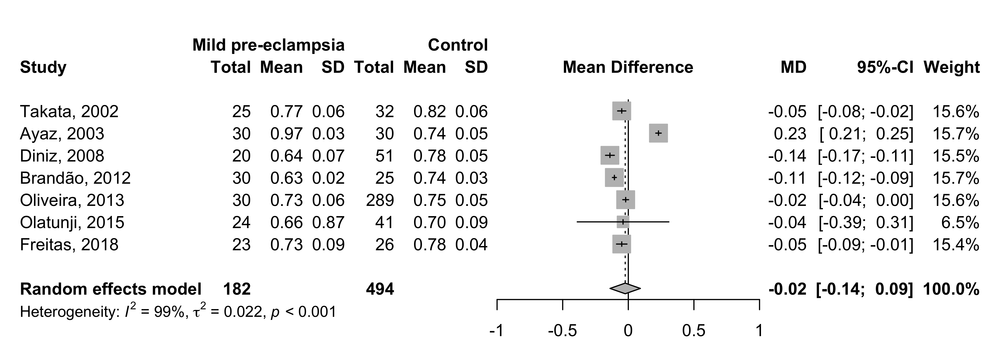 Mild pre-eclampsia Control
Study Total Mean SD Total Mean SD Mean Difference MD 95%-CI Weight
Takata, 2002 25 0.77 0.06 32 0.82 0.06 -0.05 [-0.08; -0.02] 15.6%
Ayaz, 2003 30 0.97 0.03 30 0.74 0.05 0.23 [ 0.21; 0.25] 15.7%
Diniz, 2008 20 0.64 0.07 51 0.78 0.05 -0.14 [-0.17; -0.11] 15.5%
Brandão, 2012 30 0.63 0.02 25 0.74 0.03 -0.11 [-0.12; -0.09] 15.7%
Oliveira, 2013 30 0.73 0.06 289 0.75 0.05 -0.02 [-0.04; 0.00] 15.6%
Olatunji, 2015 24 0.66 0.87 41 0.70 0.09 -0.04 [-0.39; 0.31] 6.5%
Freitas, 2018 23 0.73 0.09 26 0.78 0.04 -0.05 [-0.09; -0.01] 15.4%
Random effects model 182 494 -0.02 [-0.14; 0.09] 100.0%
Heterogeneity: I² = 99%, τ² = 0.022, p < 0.001
-1 -0.5 0 0.5 1